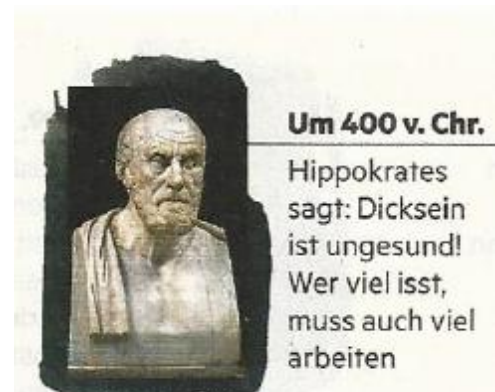 Um 400 v. Chr.
Hippokrates
sagt: Dicksein
ist ungesund!
Wer viel isst,
muss auch viel
arbeiten